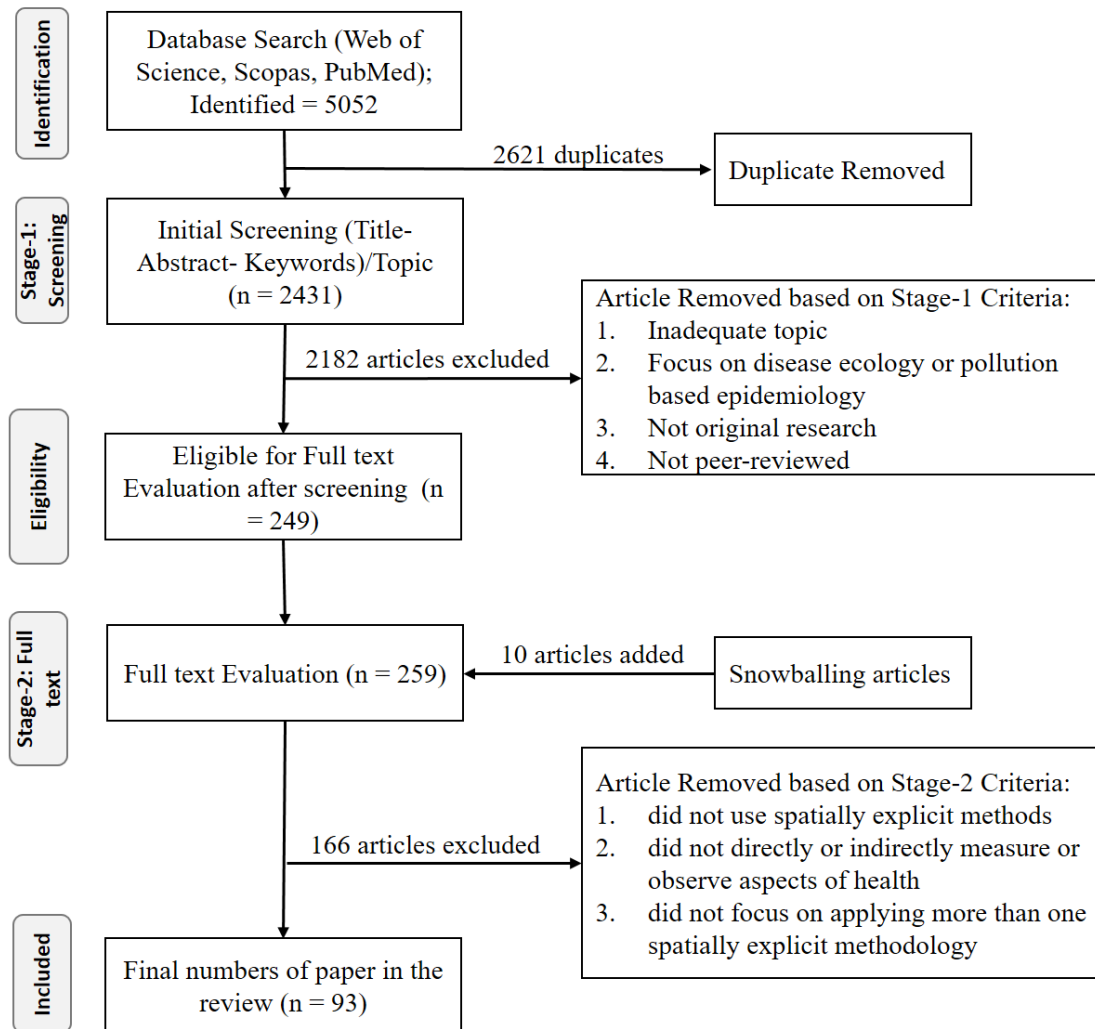 Identification
Database Search (Web of
Science, Scopas, PubMed);
Identified = 5052
2621 duplicates
Duplicate Removed
Stage-1:
Screening
Initial Screening (Title-
Abstract- Keywords)/Topic
(n = 2431)
2182 articles excluded
Article Removed based on Stage-1 Criteria:
1. Inadequate topic
2. Focus on disease ecology or pollution
based epidemiology
3. Not original research
4. Not peer-reviewed
Eligibility
Eligible for Full text
Evaluation after screening (n
= 249)
Stage-2: Full
text
Full text Evaluation (n = 259)
10 articles added
Snowballing articles
166 articles excluded
Article Removed based on Stage-2 Criteria:
1. did not use spatially explicit methods
2. did not directly or indirectly measure or
observe aspects of health
3. did not focus on applying more than one
spatially explicit methodology
Included
Final numbers of paper in the
review (n = 93)